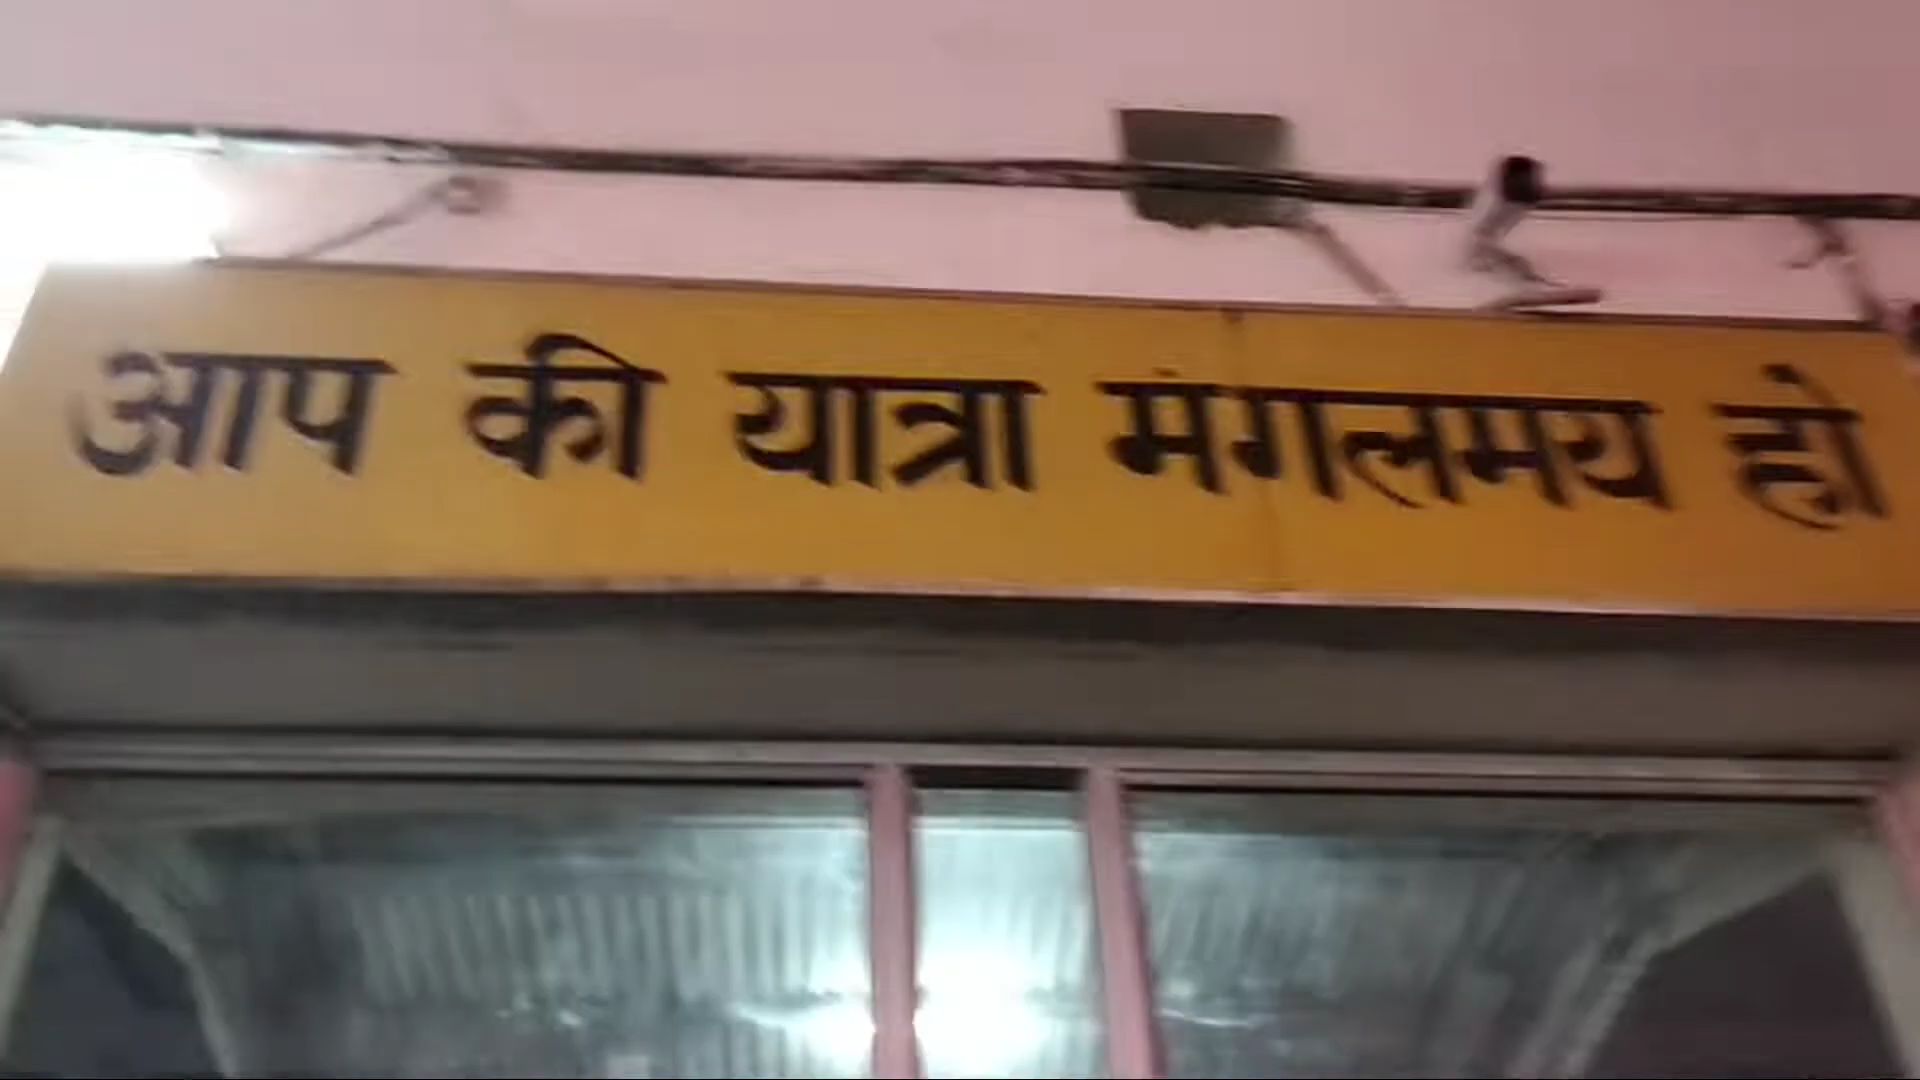 आप की यात्रा मंगलमय हो